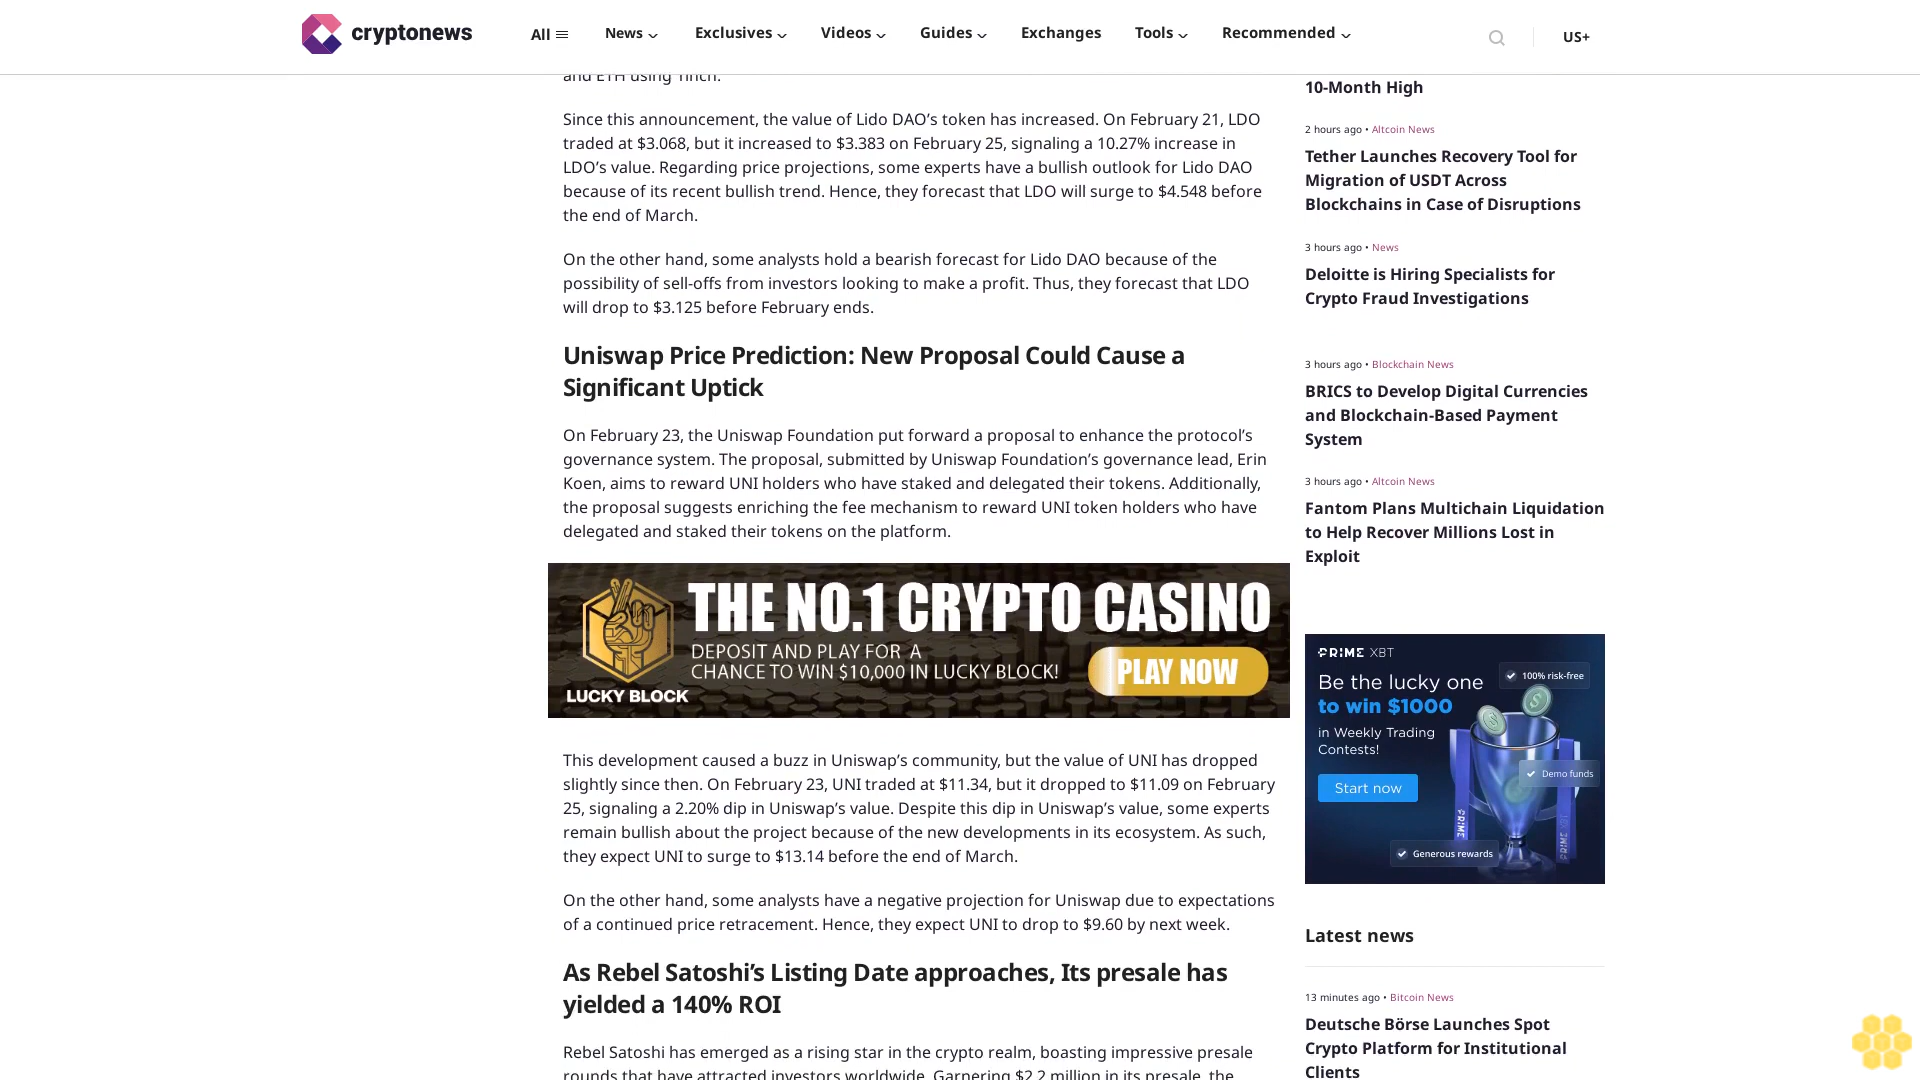 cryptonews
All
News
Exclusives
Videos
Guides
Exchanges
Tools
Recommended
US+
and ETH using 1inch.
Since this announcement, the value of Lido DAO’s token has increased. On February 21, LDO
traded at $3.068, but it increased to $3.383 on February 25, signaling a 10.27% increase in
LDO’s value. Regarding price projections, some experts have a bullish outlook for Lido DAO
because of its recent bullish trend. Hence, they forecast that LDO will surge to $4.548 before
the end of March.
On the other hand, some analysts hold a bearish forecast for Lido DAO because of the
possibility of sell-offs from investors looking to make a profit. Thus, they forecast that LDO
will drop to $3.125 before February ends.
Uniswap Price Prediction: New Proposal Could Cause a
Significant Uptick
On February 23, the Uniswap Foundation put forward a proposal to enhance the protocol’s
governance system. The proposal, submitted by Uniswap Foundation’s governance lead, Erin
Koen, aims to reward UNI holders who have staked and delegated their tokens. Additionally,
the proposal suggests enriching the fee mechanism to reward UNI token holders who have
delegated and staked their tokens on the platform.
THE NO.1 CRYPTO CASINO
DEPOSIT AND PLAY FOR A
CHANCE TO WIN $10,000 IN LUCKY BLOCK!
PLAY NOW
LUCKY BLOCK
This development caused a buzz in Uniswap’s community, but the value of UNI has dropped
slightly since then. On February 23, UNI traded at $11.34, but it dropped to $11.09 on February
25, signaling a 2.20% dip in Uniswap’s value. Despite this dip in Uniswap’s value, some experts
remain bullish about the project because of the new developments in its ecosystem. As such,
they expect UNI to surge to $13.14 before the end of March.
On the other hand, some analysts have a negative projection for Uniswap due to expectations
of a continued price retracement. Hence, they expect UNI to drop to $9.60 by next week.
As Rebel Satoshi’s Listing Date approaches, Its presale has
yielded a 140% ROI
Rebel Satoshi has emerged as a rising star in the crypto realm, boasting impressive presale
rounds that have attracted investors worldwide. Garnering $2.2 million in its presale, the
10-Month High
2 hours ago • Altcoin News
Tether Launches Recovery Tool for
Migration of USDT Across
Blockchains in Case of Disruptions
3 hours ago • News
Deloitte is Hiring Specialists for
Crypto Fraud Investigations
3 hours ago • Blockchain News
BRICS to Develop Digital Currencies
and Blockchain-Based Payment
System
3 hours ago • Altcoin News
Fantom Plans Multichain Liquidation
to Help Recover Millions Lost in
Exploit
PRIME XBT
100% risk-free
Be the lucky one
to win $1000
in Weekly Trading
Contests!
Demo funds
Start now
PRIME
PRIME XBT
Generous rewards
Latest news
13 minutes ago • Bitcoin News
Deutsche Börse Launches Spot
Crypto Platform for Institutional
Clients